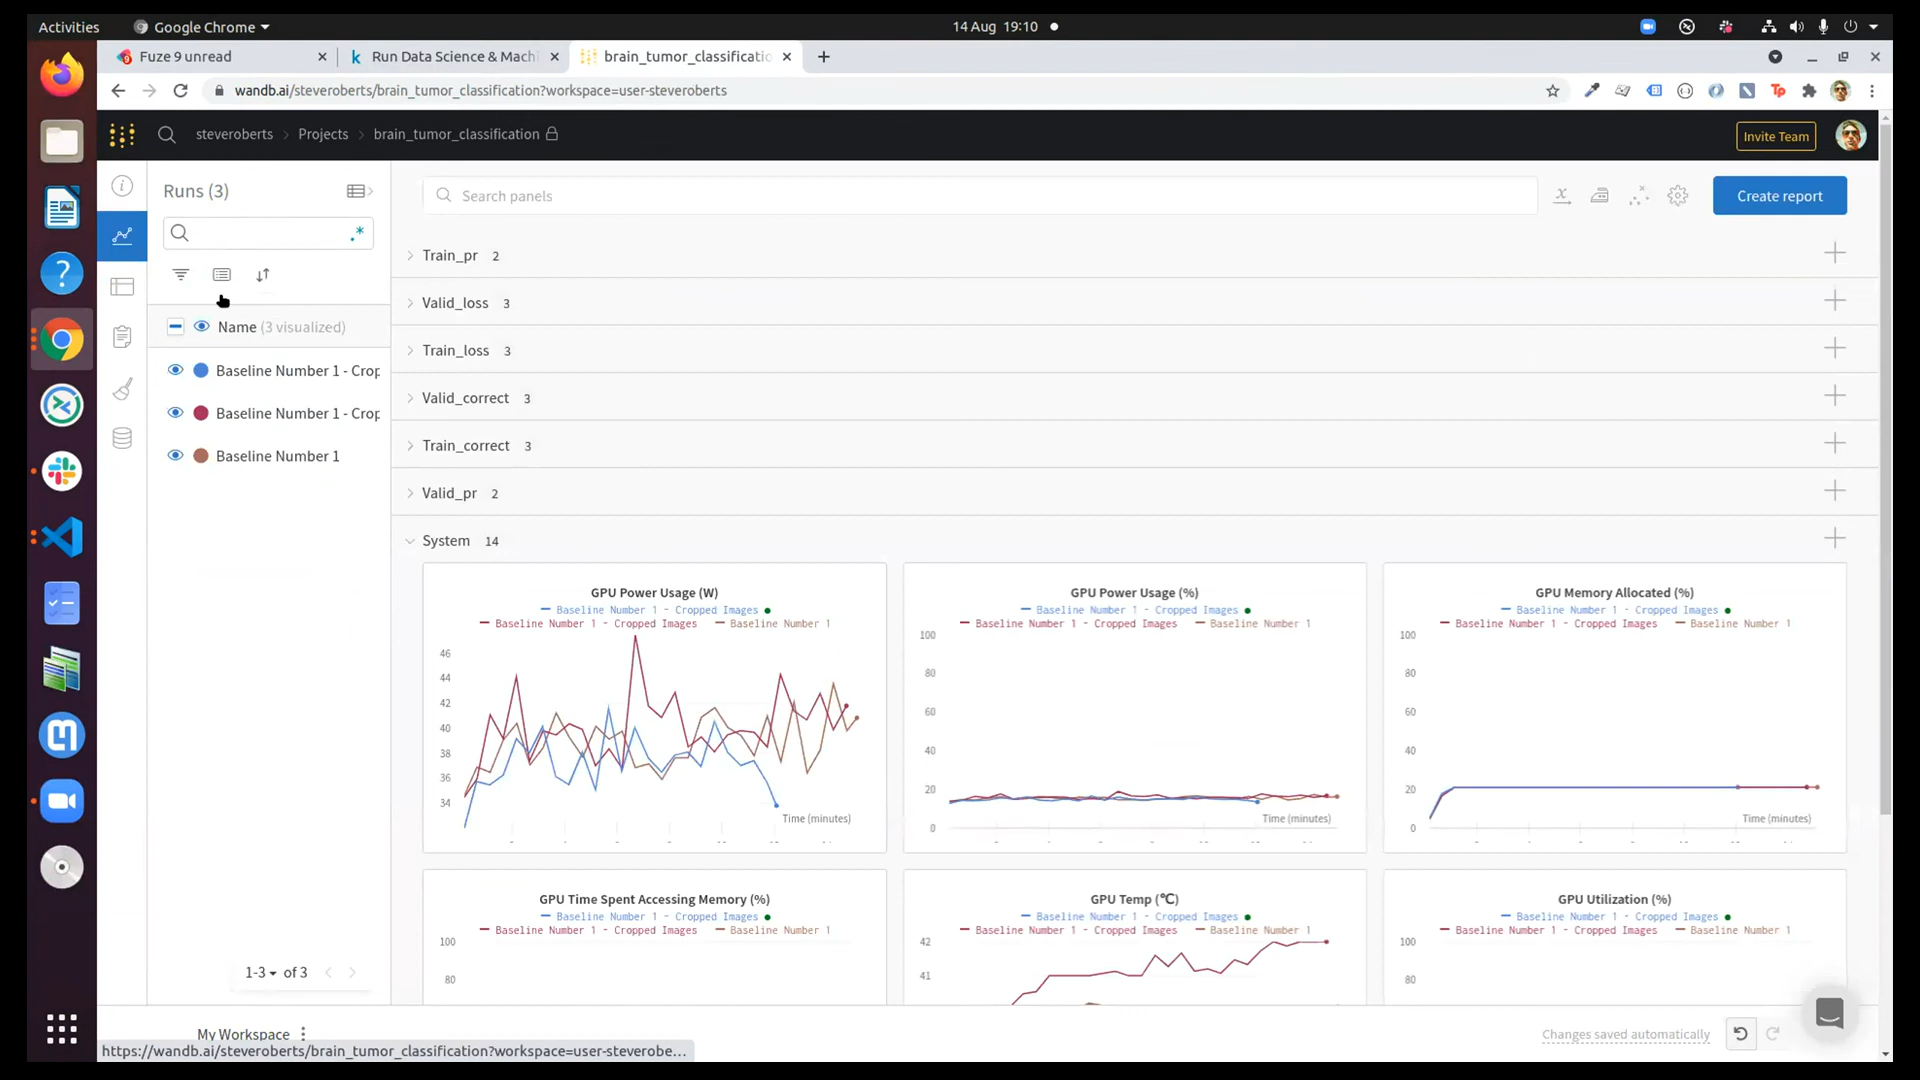 Activities
Google Chrome
14 Aug 19:10
Fuze 9 unread
Run Data Science & Machi
brain_tumor_classificatio
wandb.ai/steveroberts/brain_tumor_classification?workspace=user-steveroberts
steveroberts > Projects > brain_tumor_classification
Invite Team
Runs (3)
Search panels
Create report
.*
Name (3 visualized)
Baseline Number 1 - Crop
Baseline Number 1 - Crop
Baseline Number 1
1-3 of 3
Train_pr 2
Valid_loss 3
Train_loss 3
Valid_correct 3
Train_correct 3
Valid_pr 2
System 14
GPU Power Usage (W)
Baseline Number 1 - Cropped Images
Baseline Number 1 - Cropped Images Baseline Number 1
46
44
42
40
38
36
34
Time (minutes)
GPU Power Usage (%)
Baseline Number 1 - Cropped Images
Baseline Number 1 - Cropped Images Baseline Number 1
100
80
60
40
20
0
Time (minutes)
GPU Memory Allocated (%)
Baseline Number 1 - Cropped Images
Baseline Number 1 - Cropped Images Baseline Number 1
100
80
60
40
20
0
Time (minutes)
GPU Time Spent Accessing Memory (%)
Baseline Number 1 - Cropped Images
Baseline Number 1 - Cropped Images Baseline Number 1
100
80
GPU Temp (℃)
Baseline Number 1 - Cropped Images
Baseline Number 1 - Cropped Images Baseline Number 1
42
41
GPU Utilization (%)
Baseline Number 1 - Cropped Images
Baseline Number 1 - Cropped Images Baseline Number 1
100
80
My Workspace
Changes saved automatically
https://wandb.ai/steveroberts/brain_tumor_classification?workspace=user-steverobe...